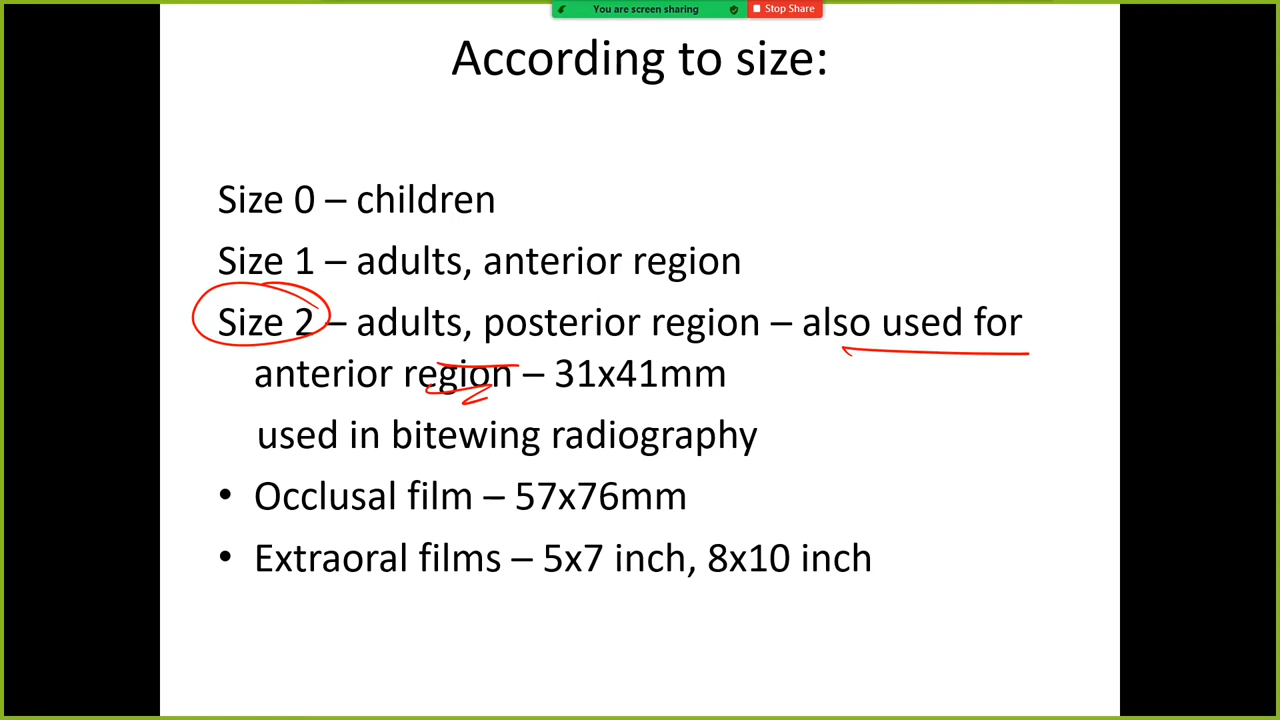 You are screen sharing
Stop Share
According to size:
Size 0 – children
Size 1 – adults, anterior region
Size 2 – adults, posterior region – also used for
anterior region – 31x41mm
used in bitewing radiography
• Occlusal film – 57x76mm
• Extraoral films – 5x7 inch, 8x10 inch